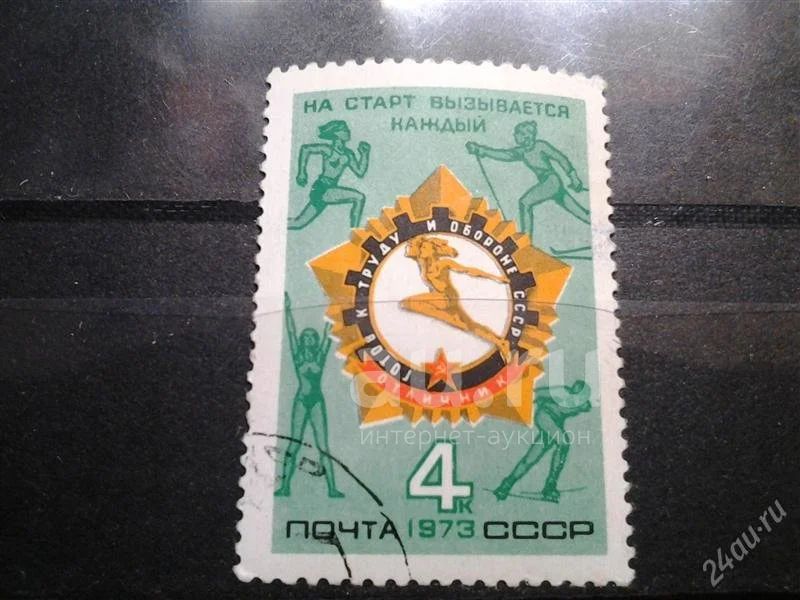 НА СТАРТ ВЫЗЫВАЕТСЯ
КАЖДЫЙ
ГОТОВ К ТРУДУ И ОБОРОНЕ СССР
ОТЛИЧНИК
4к
ПОЧТА 1973 СССР
интернет-аукцион
24au.ru